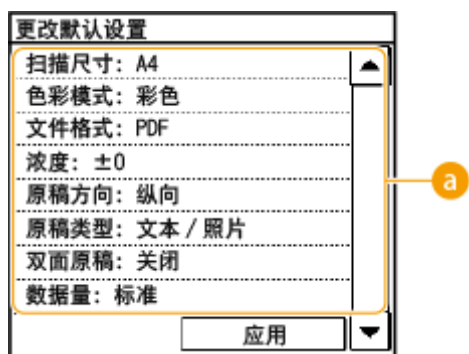 更改默认设置
扫描尺寸: A4
色彩模式: 彩色
文件格式: PDF
浓度: ±0
原稿方向: 纵向
原稿类型: 文本 / 照片
双面原稿: 关闭
数据量: 标准
应用
a